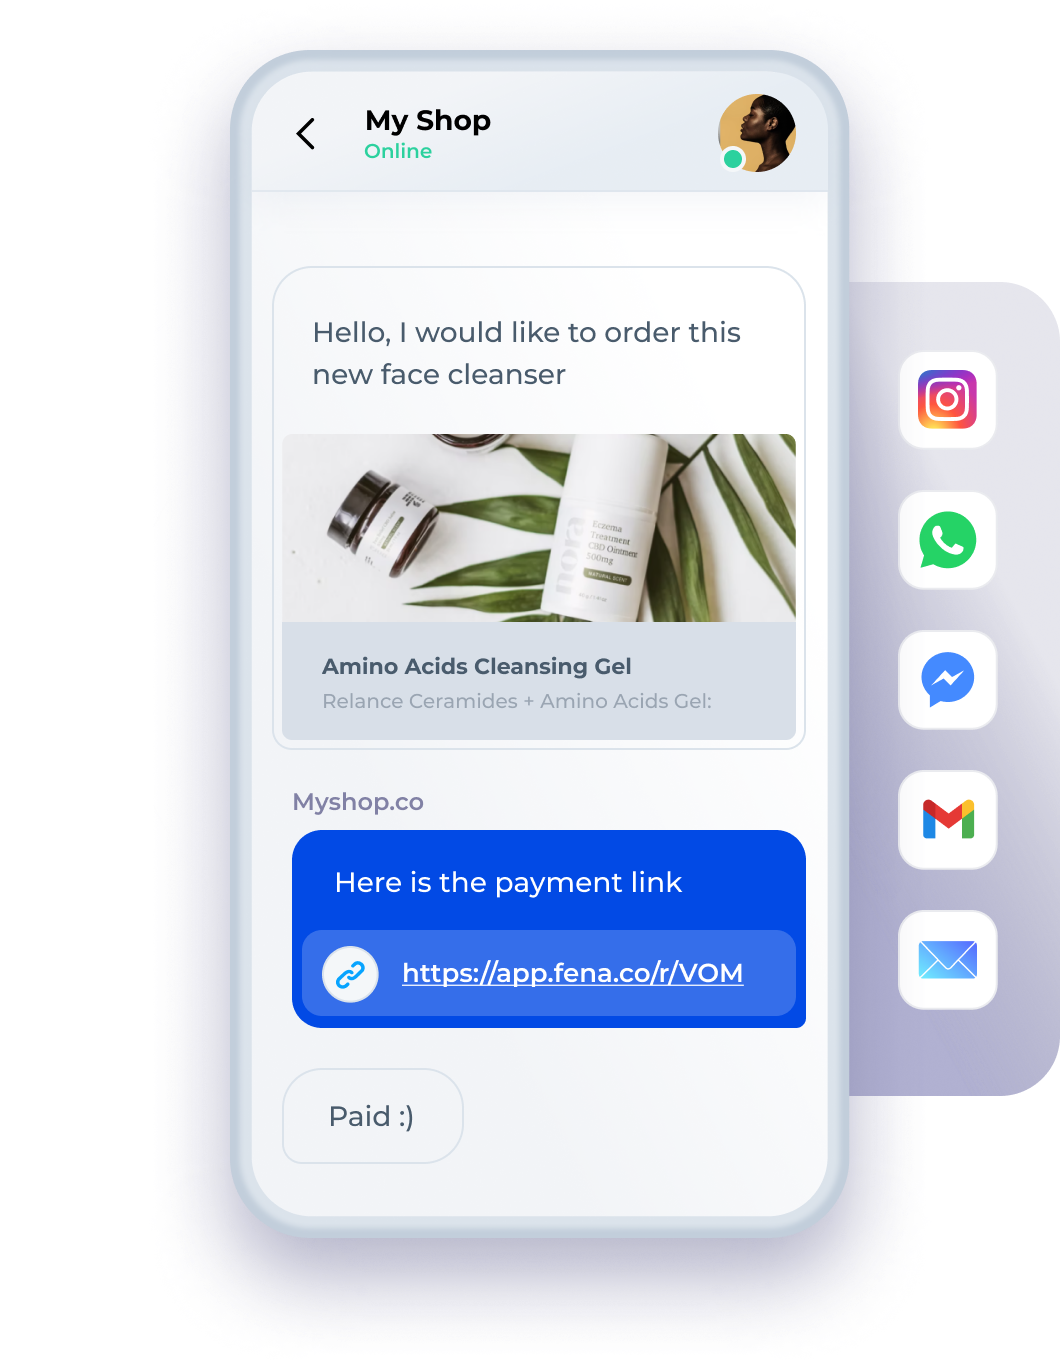 My Shop
Online
Hello, I would like to order this
new face cleanser
nora
Eczema
Treatment
CBD Ointment
500mg
NATURAL SCENT
Amino Acids Cleansing Gel
Relance Ceramides + Amino Acids Gel:
Myshop.co
Here is the payment link
https://app.fena.co/r/VOM
Paid :)